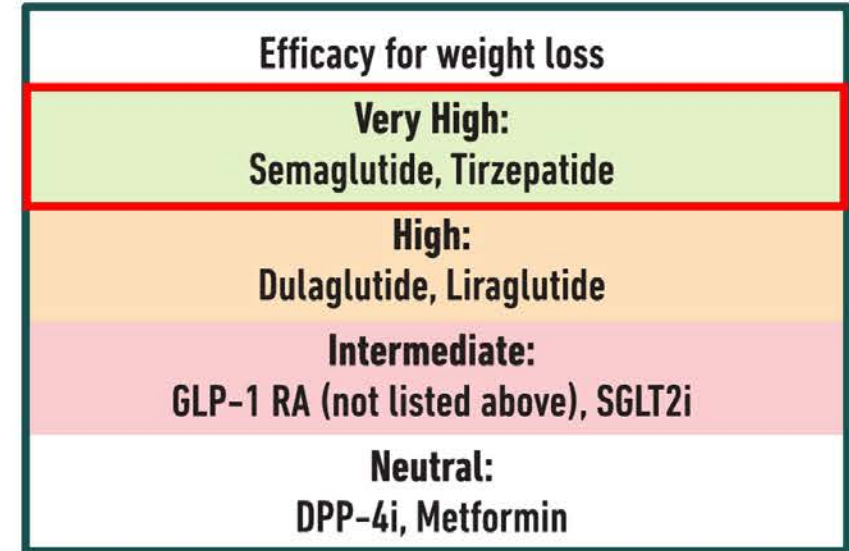 Efficacy for weight loss
Very High:
Semaglutide, Tirzepatide
High:
Dulaglutide, Liraglutide
Intermediate:
GLP-1 RA (not listed above), SGLT2i
Neutral:
DPP-4i, Metformin